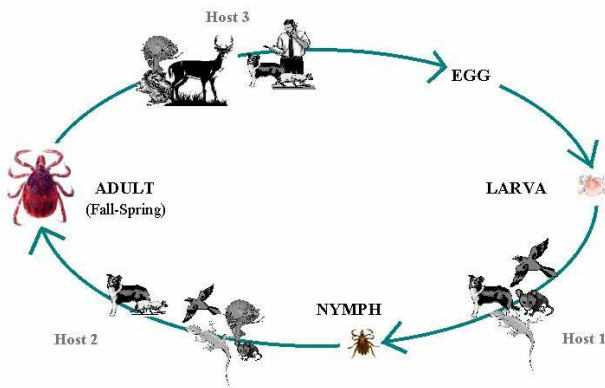 Host 3
EGG
ADULT
(Fall-Spring)
LARVA
NYMPH
Host 2
Host 1